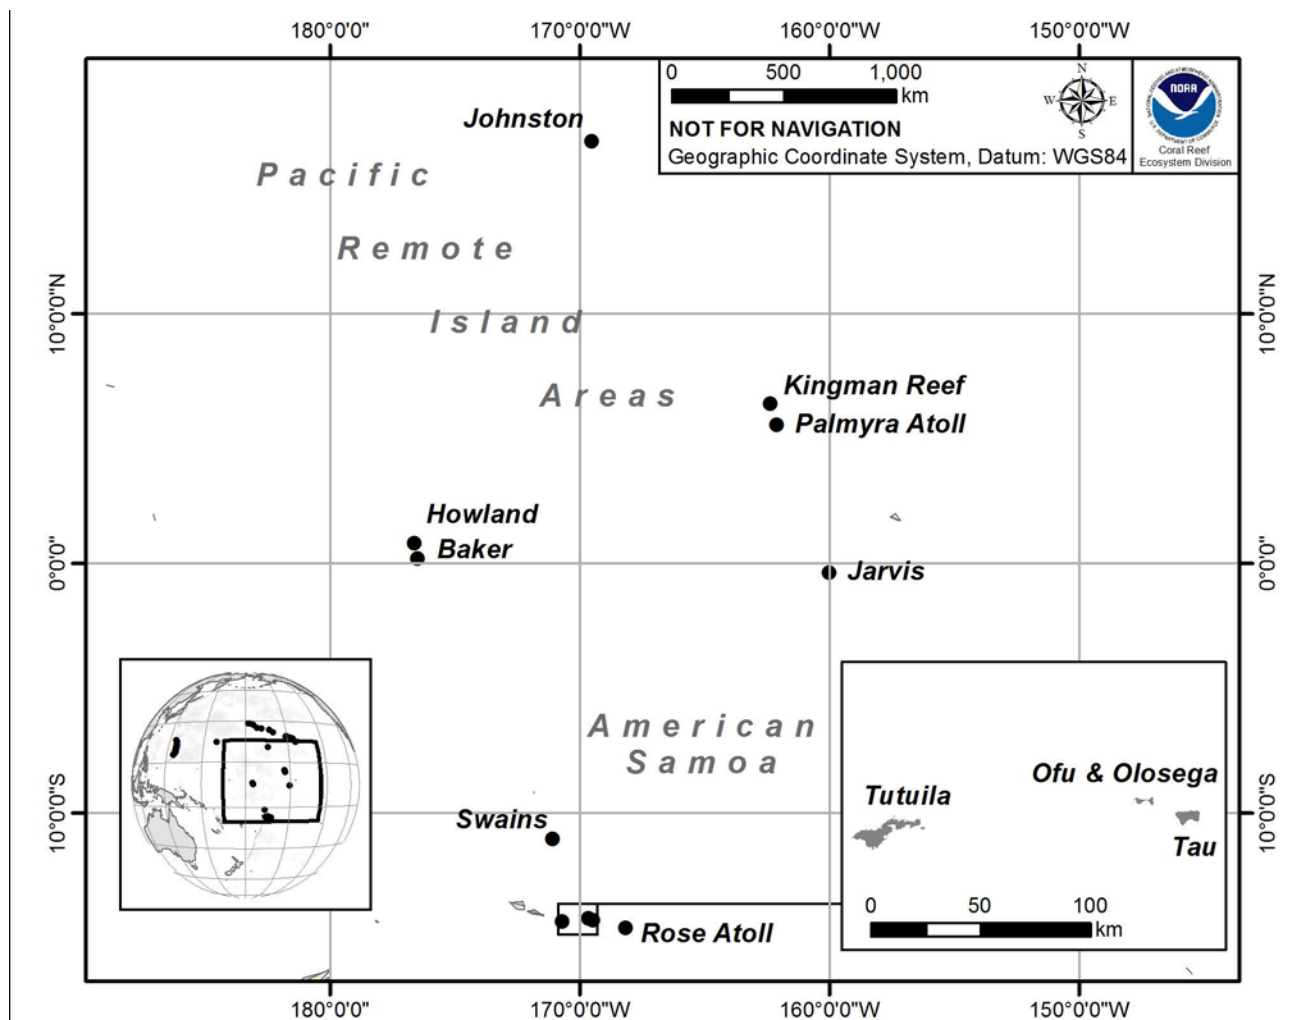 180°0'0" 170°0'0"W 160°0'0"W 150°0'0"W
0 500 1,000
km
NOT FOR NAVIGATION
Geographic Coordinate System, Datum: WGS84
N
W E
S
NOAA
Coral Reef
Ecosystem Division
Johnston
Pacific
Remote
Island
Areas
10°0'0"N 10°0'0"N
Kingman Reef
Palmyra Atoll
Howland
Baker
0°0'0" 0°0'0"
Jarvis
American
Samoa
Swains
10°0'0"S 10°0'0"S
Rose Atoll
Ofu & Olosega
Tutuila
Tau
0 50 100
km
180°0'0" 170°0'0"W 160°0'0"W 150°0'0"W